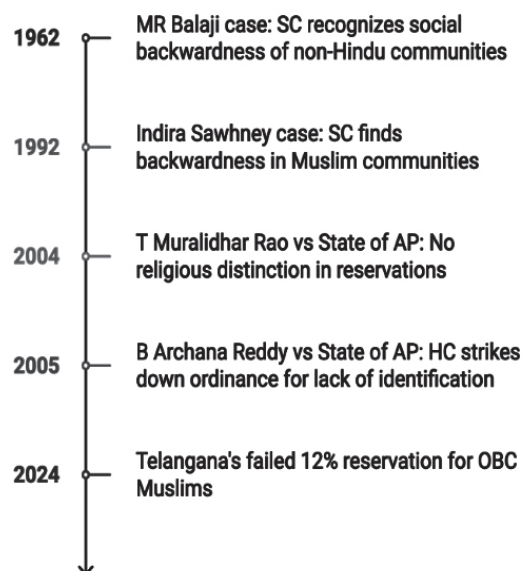 1962
MR Balaji case: SC recognizes social
backwardness of non-Hindu communities
1992
Indira Sawhney case: SC finds
backwardness in Muslim communities
2004
T Muralidhar Rao vs State of AP: No
religious distinction in reservations
2005
B Archana Reddy vs State of AP: HC strikes
down ordinance for lack of identification
2024
Telangana's failed 12% reservation for OBC
Muslims